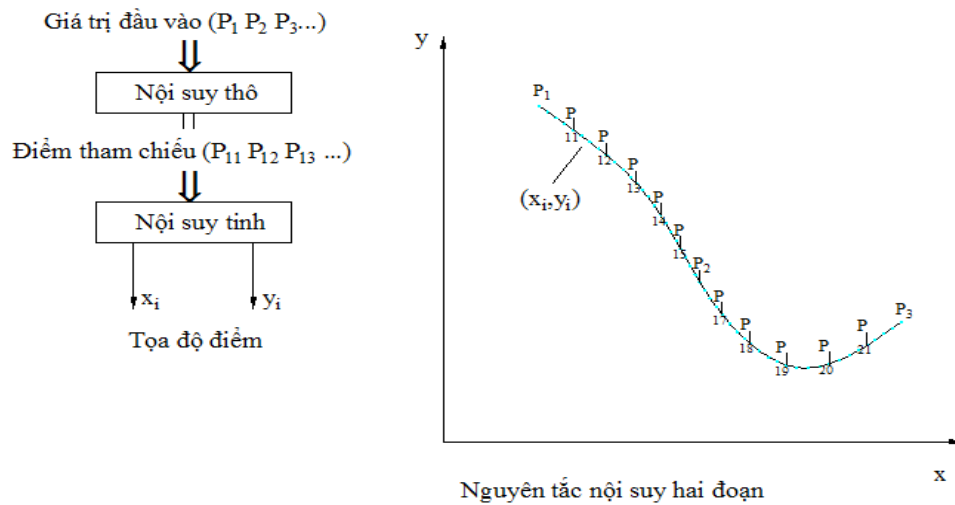 Giá trị đầu vào (P1 P2 P3...)
Nội suy thô
Điểm tham chiếu (P11 P12 P13 ...)
Nội suy tinh
xi
yi
Tọa độ điểm
y
P1
P
11
P
12
P
13
P
14
P
15
P2
P
17
P
18
P
19
P
20
P
21
P3
(xi,yi)
x
Nguyên tắc nội suy hai đoạn